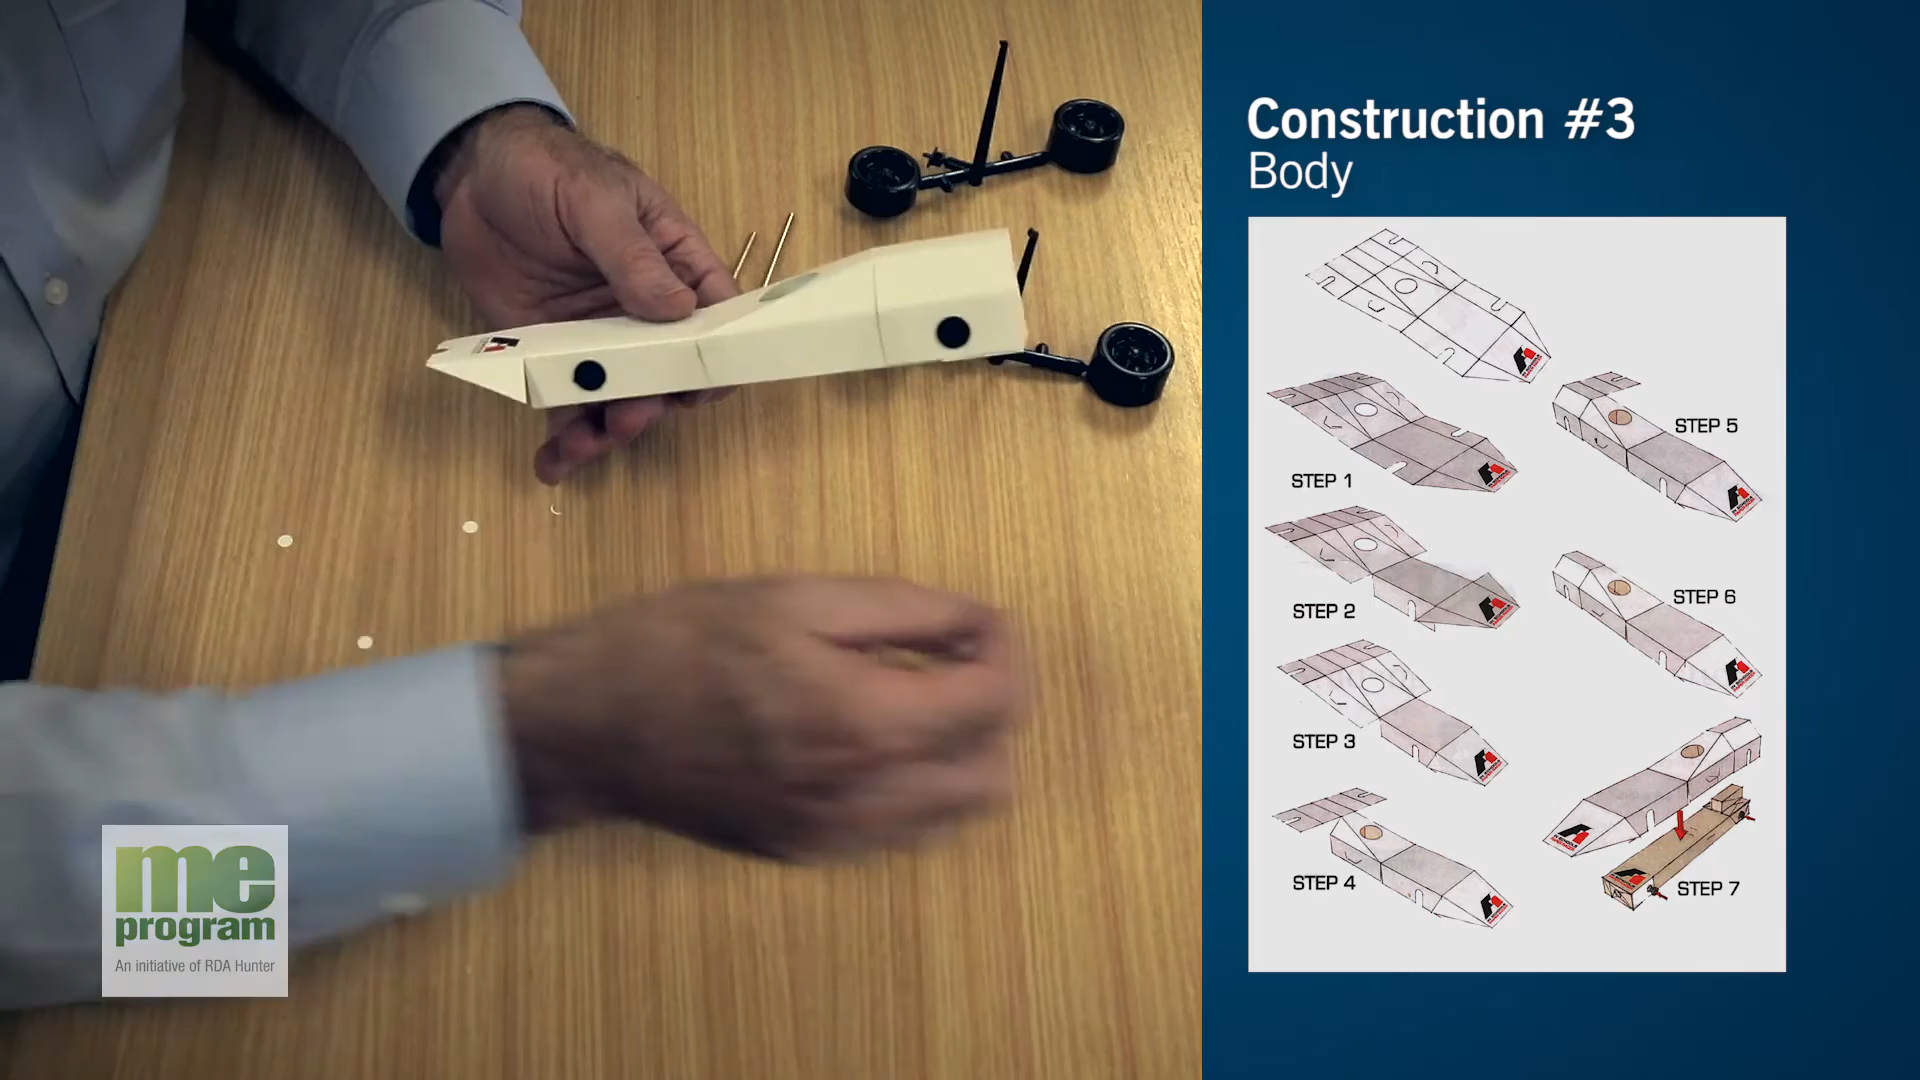 Construction #3
Body
STEP 1
STEP 2
STEP 3
STEP 4
STEP 5
STEP 6
STEP 7
me
program
An initiative of RDA Hunter